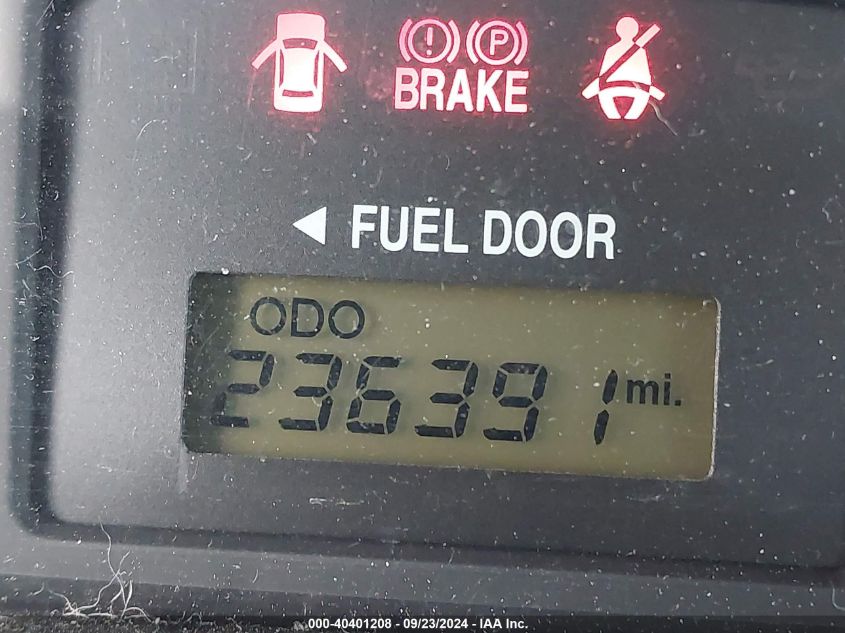 (!) (P)
BRAKE
◄ FUEL DOOR
ODO
236391 mi.
000-40401208 - 09/23/2024 - IAA Inc.